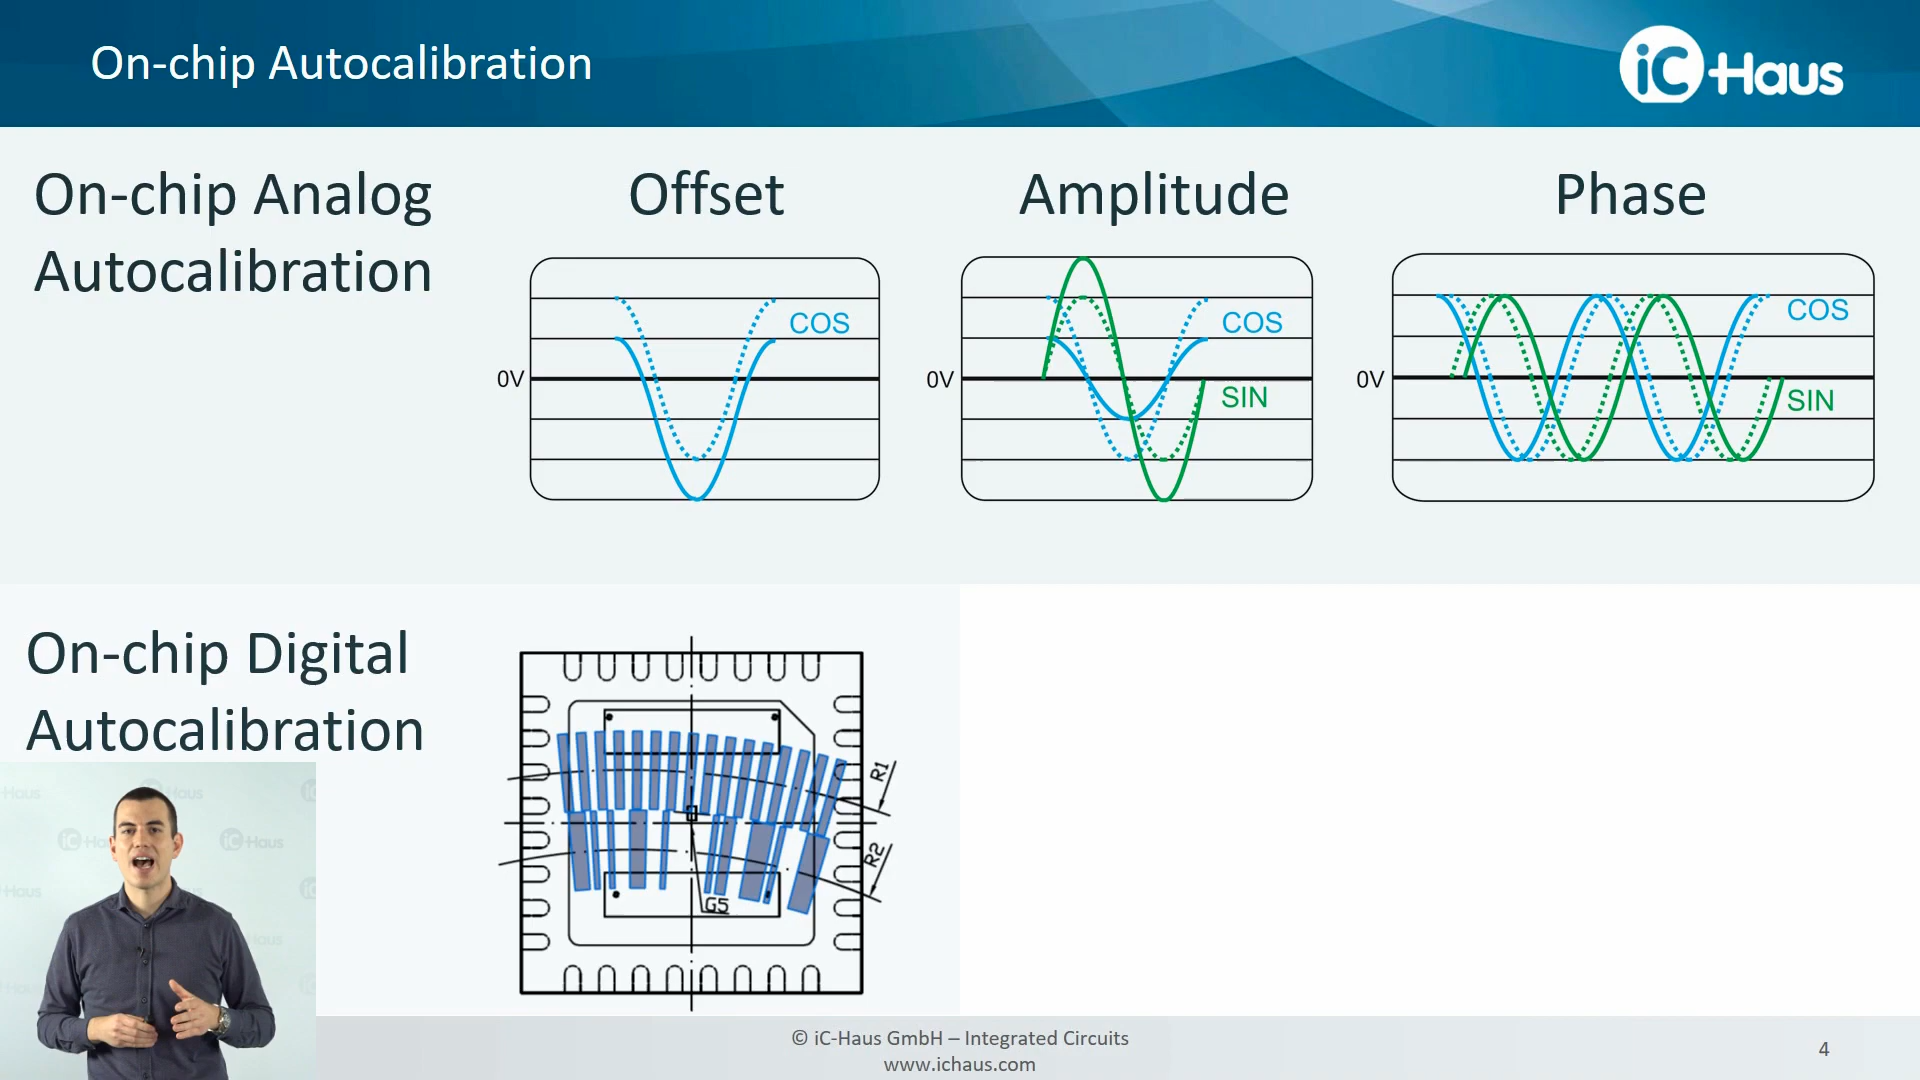 On-chip Autocalibration
iC-Haus
On-chip Analog
Autocalibration
Offset
Amplitude
Phase
COS
0V
COS
0V
SIN
COS
0V
SIN
On-chip Digital
Autocalibration
R1
R2
G5
© iC-Haus GmbH – Integrated Circuits
www.ichaus.com
4